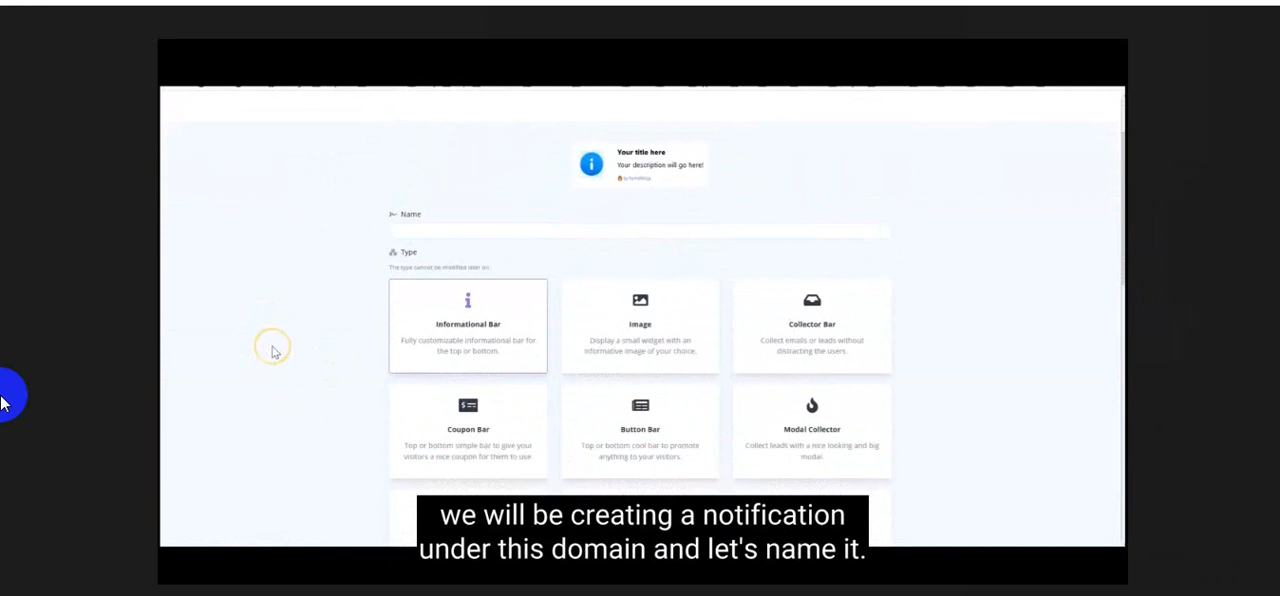 Your title here
Your description will go here!
Name
Type
The type cannot be modified later on
Informational Bar
Fully customizable informational bar for
the top or bottom.
Image
Display a small widget with an
informative image of your choice.
Collector Bar
Collect emails or leads without
distracting the users.
Coupon Bar
Top or bottom simple bar to give your
visitors a nice coupon for them to use
Button Bar
Top or bottom cool bar to promote
anything to your visitors.
Modal Collector
Collect leads with a nice looking and big
modal.
we will be creating a notification
under this domain and let's name it.